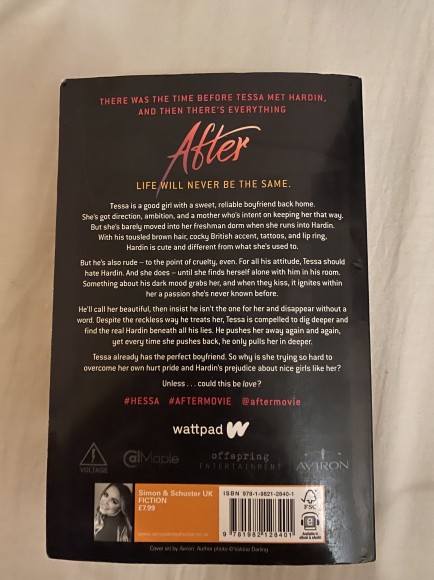 THERE WAS THE TIME BEFORE TESSA MET HARDIN,
AND THEN THERE'S EVERYTHING
After
LIFE WILL NEVER BE THE SAME.
Tessa is a good girl with a sweet, reliable boyfriend back home.
She's got direction, ambition, and a mother who's intent on keeping her that way.
But she's barely moved into her freshman dorm when she runs into Hardin.
With his tousled brown hair, cocky British accent, tattoos, and lip ring,
Hardin is cute and different from what she's used to.
But he's also rude – to the point of cruelty, even. For all his attitude, Tessa should
hate Hardin. And she does – until she finds herself alone with him in his room.
Something about his dark mood grabs her, and when they kiss, it ignites within
her a passion she's never known before.
He'll call her beautiful, then insist he isn't the one for her and disappear without a
word. Despite the reckless way he treats her, Tessa is compelled to dig deeper and
find the real Hardin beneath all his lies. He pushes her away again and again,
yet every time she pushes back, he only pulls her in deeper.
Tessa already has the perfect boyfriend. So why is she trying so hard to
overcome her own hurt pride and Hardin's prejudice about nice girls like her?
Unless . . . could this be love?
#HESSA #AFTERMOVIE @aftermovie
wattpad
VOLTAGE
CalMaple
offspring
ENTERTAINMENT
AVIRON
Simon & Schuster UK
FICTION
£7.99
ISBN 978-1-9821-2840-1
9 781982 128401
FSC
Cover art by Aviron Author photo ©
Darling